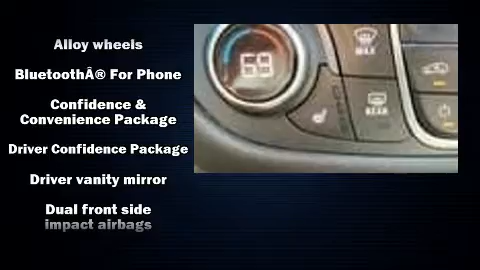 Alloy wheels
BluetoothÂ® For Phone
Confidence &
Convenience Package
Driver Confidence Package
Driver vanity mirror
Dual front side
impact airbags
69
MAX
REAR